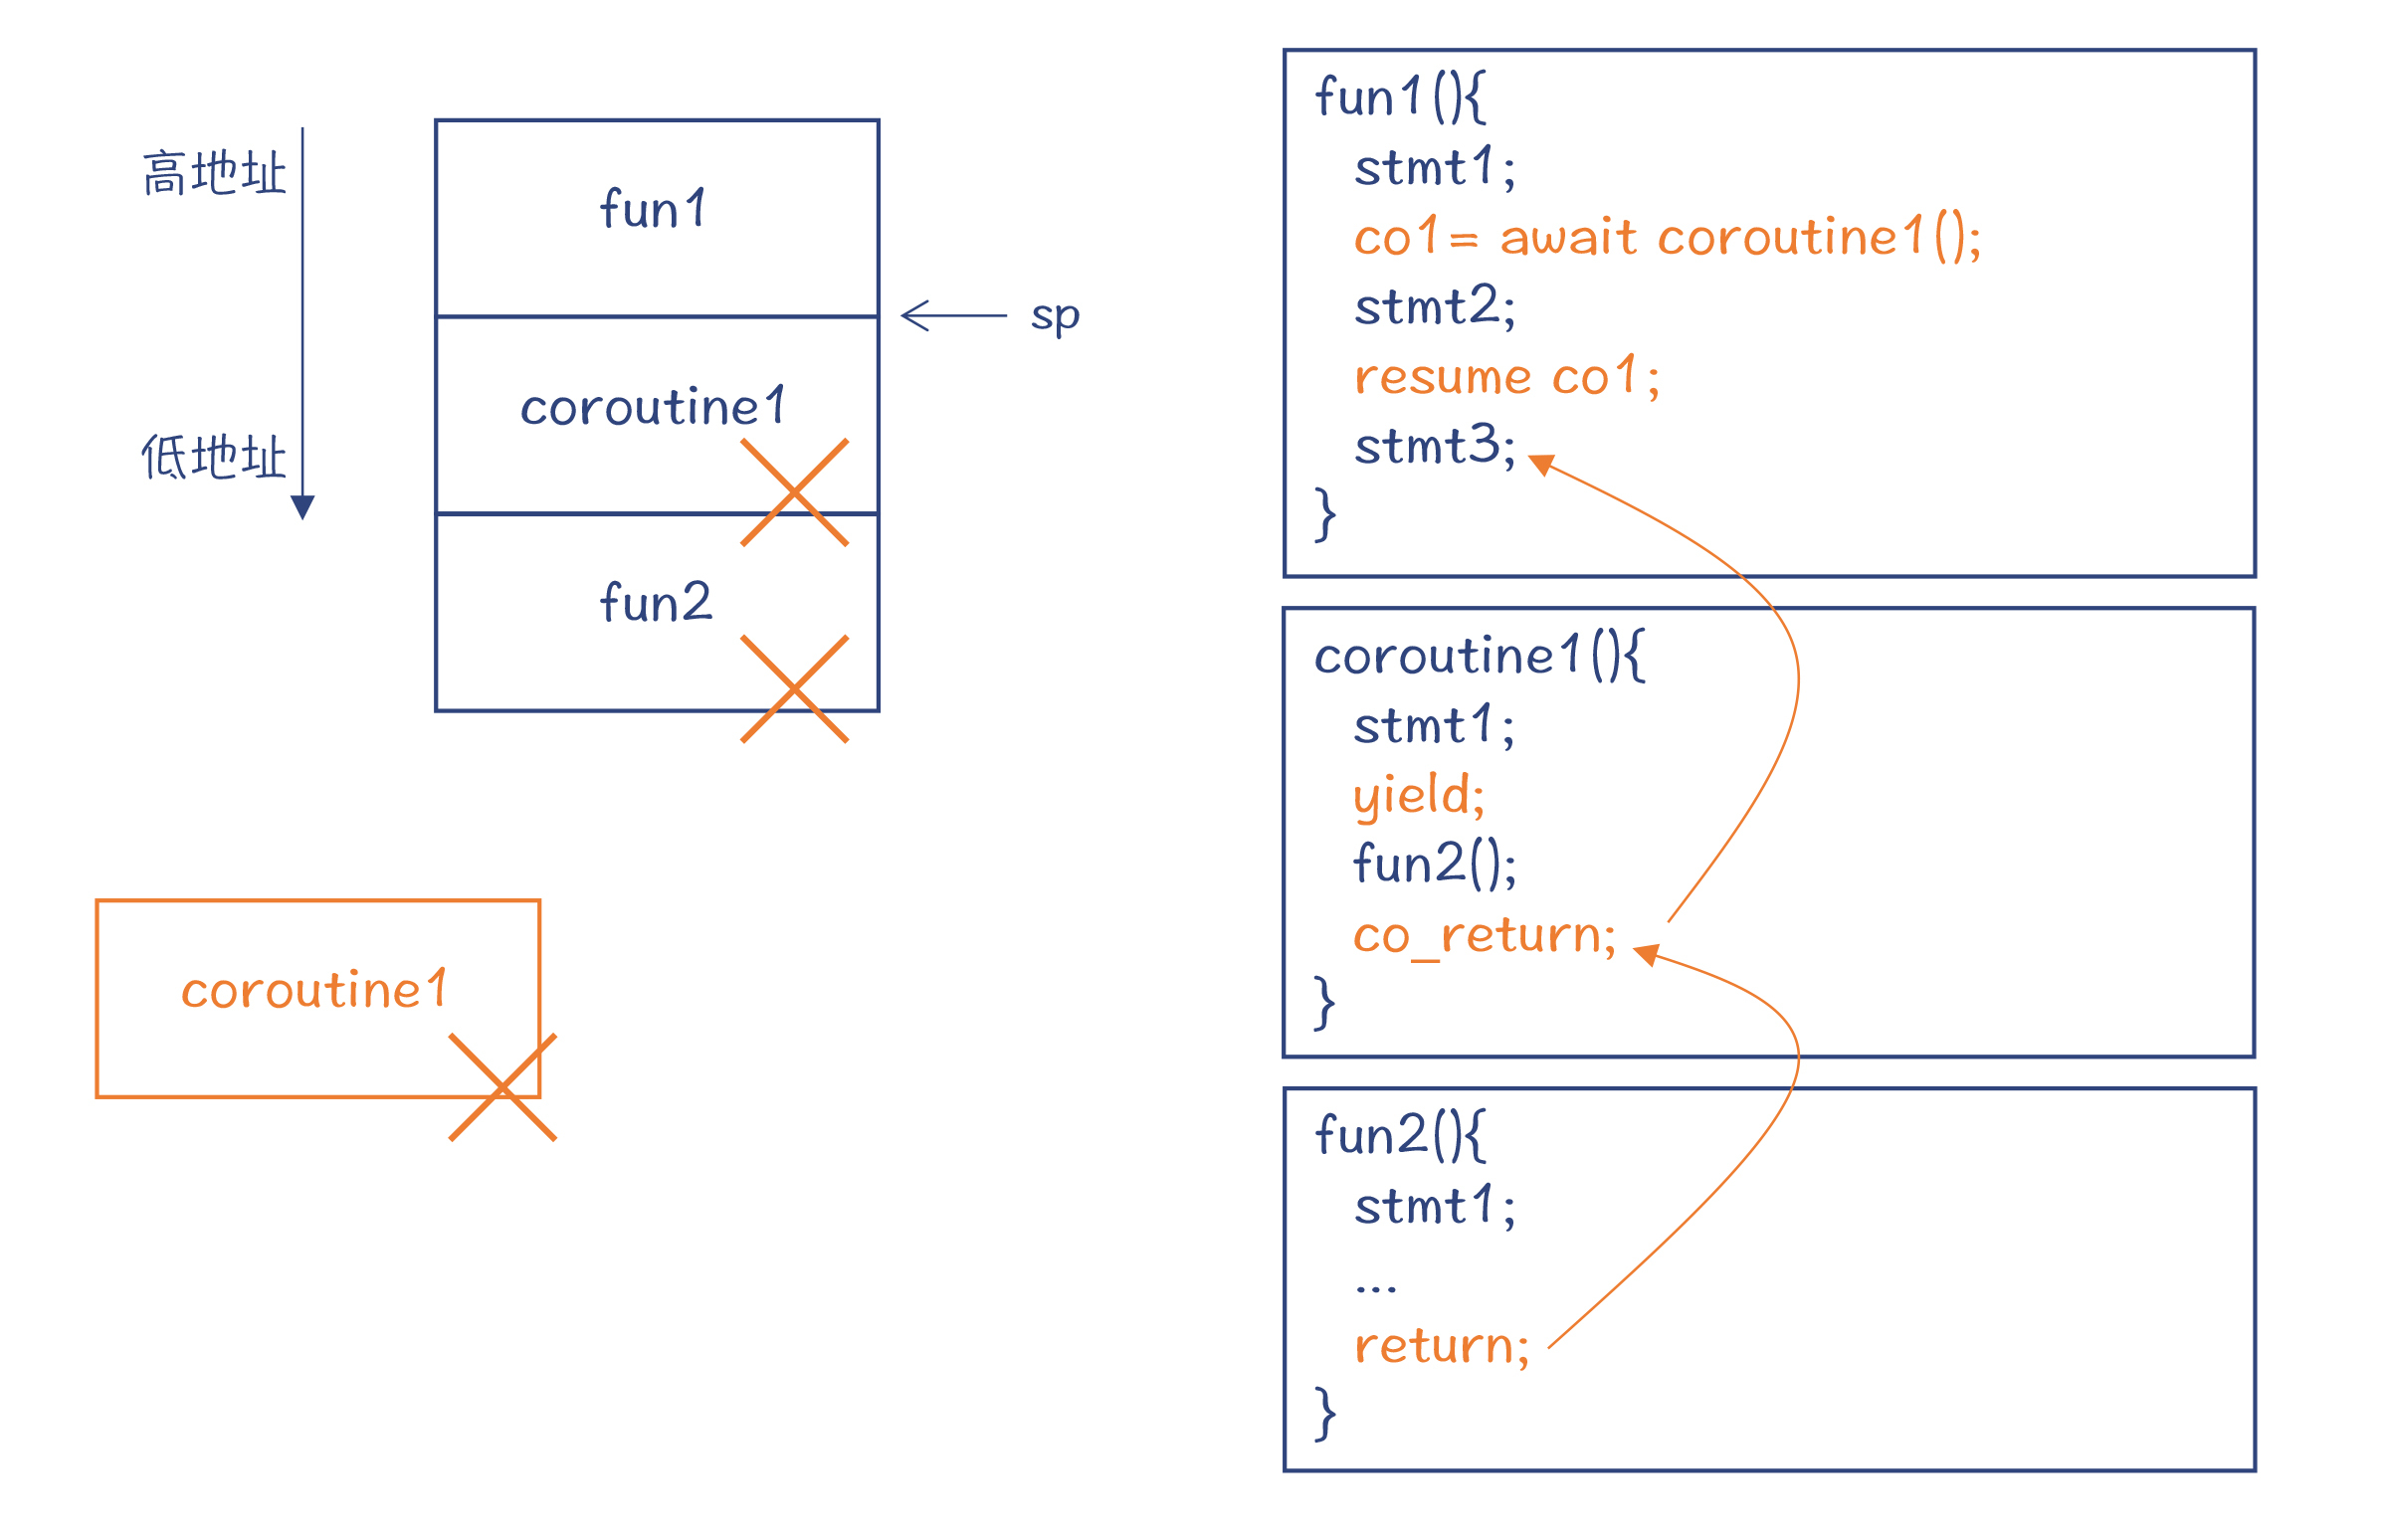 高地址
低地址
fun1
sp
coroutine1
fun2
coroutine1
fun1(){
stmt1;
co1= await coroutine1();
stmt2;
resume co1;
stmt3;
}
coroutine1(){
stmt1;
yield;
fun2();
co_return;
}
fun2(){
stmt1;
...
return;
}